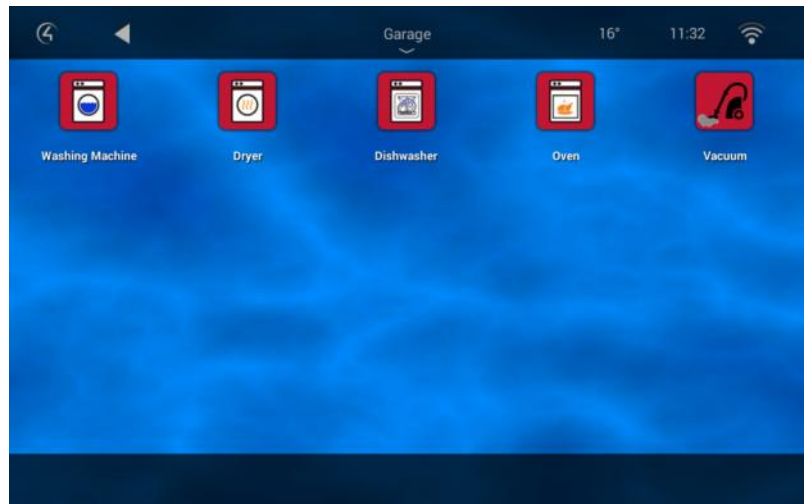 Garage
16°
11:32
Washing Machine
Dryer
Dishwasher
Oven
Vacuum